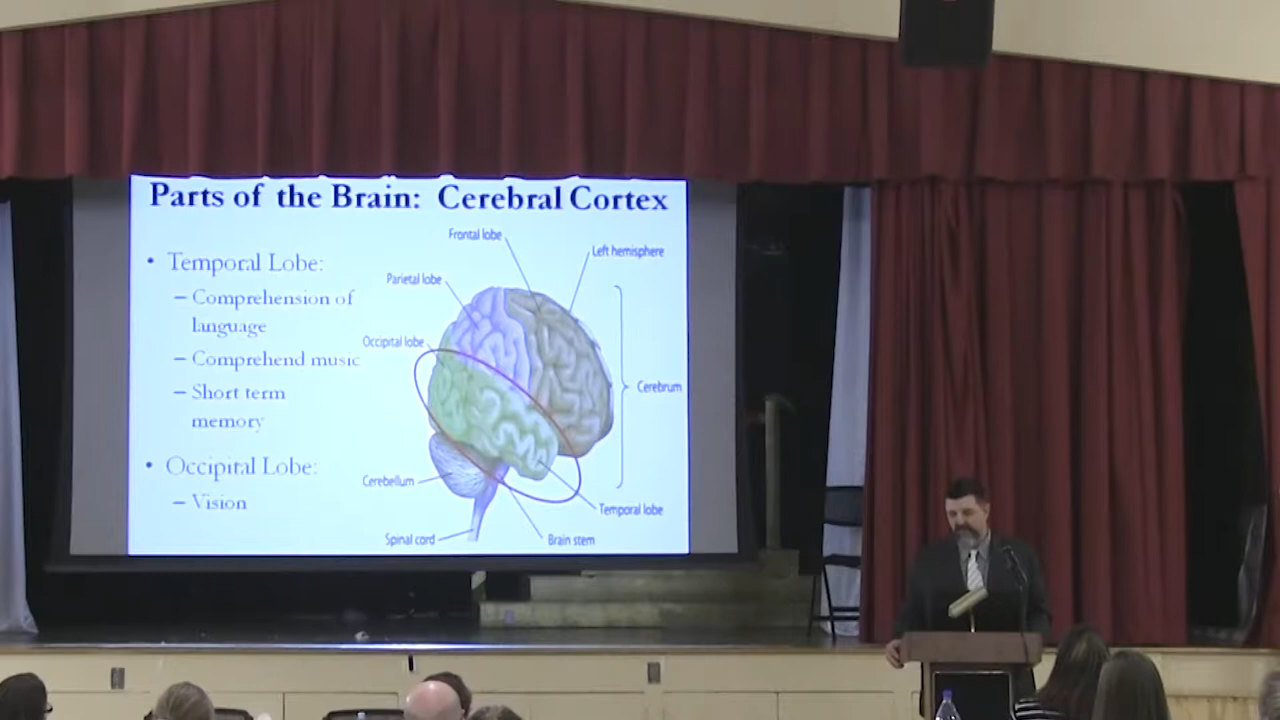 Parts of the Brain: Cerebral Cortex
• Temporal Lobe:
– Comprehension of
language
– Comprehend music
– Short term
memory
• Occipital Lobe:
– Vision
Frontal lobe
Left hemisphere
Parietal lobe
Occipital lobe
Cerebrum
Cerebellum
Temporal lobe
Spinal cord
Brain stem